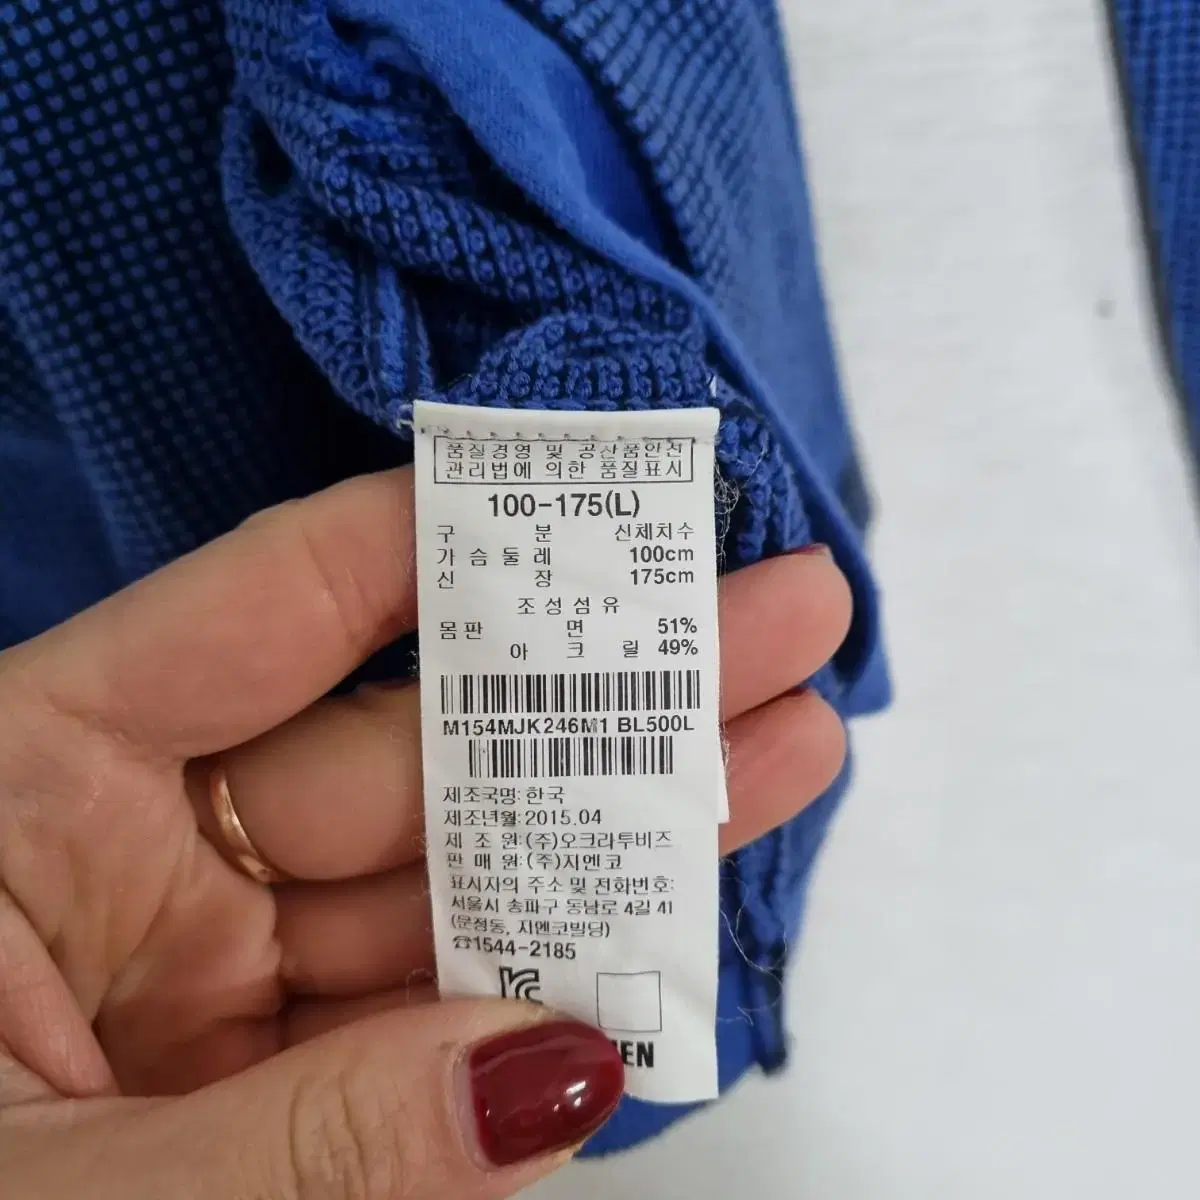 품질경영 및 공산품안전
관리법에 의한 품질표시
100-175(L)
구 분 신체치수
가 슴 둘 레 100cm
신 장 175cm
조 성 섬 유
몸판 면 51%
아 크 릴 49%
M154MJK246M1 BL500L
제조국명: 한국
제조년월: 2015.04
제 조 원: (주)오크라투비즈
판 매 원: (주)지엔코
표시자의 주소 및 전화번호:
서울시 송파구 동남로 4길 41
(문정동, 지엔코빌딩)
☎1544-2185